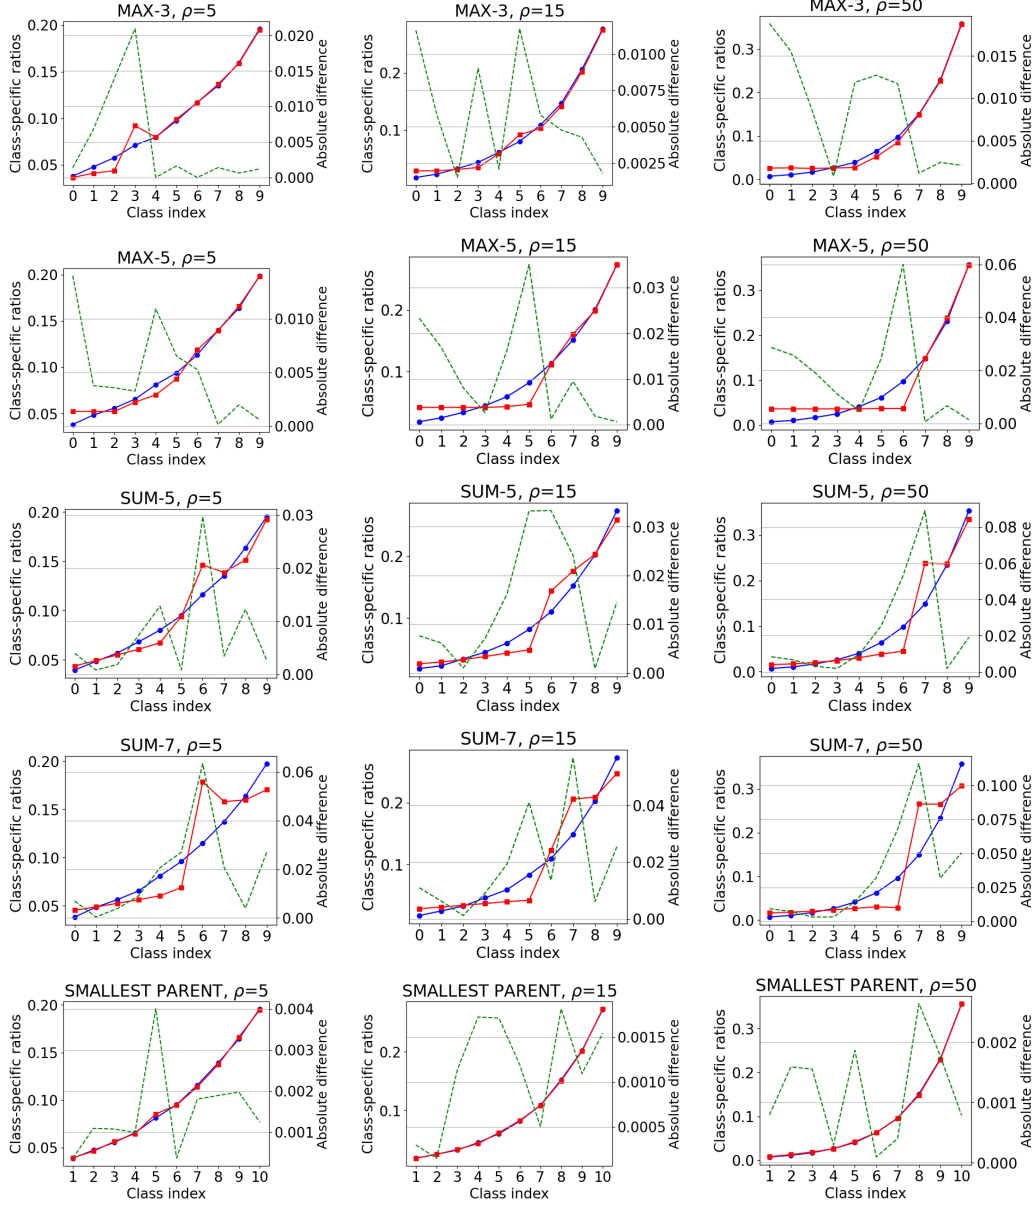 MAX-3, ρ=5
Class-specific ratios
0.20
0.15
0.10
0.05
0.020
0.015
0.010
0.005
0.000
Absolute difference
0 1 2 3 4 5 6 7 8 9
Class index
MAX-3, ρ=15
Class-specific ratios
0.2
0.1
0.0100
0.0075
0.0050
0.0025
Absolute difference
0 1 2 3 4 5 6 7 8 9
Class index
MAX-3, ρ=50
Class-specific ratios
0.3
0.2
0.1
0.0
0.015
0.010
0.005
0.000
Absolute difference
0 1 2 3 4 5 6 7 8 9
Class index
MAX-5, ρ=5
Class-specific ratios
0.20
0.15
0.10
0.05
0.010
0.005
0.000
Absolute difference
0 1 2 3 4 5 6 7 8 9
Class index
MAX-5, ρ=15
Class-specific ratios
0.2
0.1
0.03
0.02
0.01
0.00
Absolute difference
0 1 2 3 4 5 6 7 8 9
Class index
MAX-5, ρ=50
Class-specific ratios
0.3
0.2
0.1
0.0
0.06
0.04
0.02
0.00
Absolute difference
0 1 2 3 4 5 6 7 8 9
Class index
SUM-5, ρ=5
Class-specific ratios
0.20
0.15
0.10
0.05
0.03
0.02
0.01
0.00
Absolute difference
0 1 2 3 4 5 6 7 8 9
Class index
SUM-5, ρ=15
Class-specific ratios
0.2
0.1
0.03
0.02
0.01
0.00
Absolute difference
0 1 2 3 4 5 6 7 8 9
Class index
SUM-5, ρ=50
Class-specific ratios
0.3
0.2
0.1
0.0
0.08
0.06
0.04
0.02
0.00
Absolute difference
0 1 2 3 4 5 6 7 8 9
Class index
SUM-7, ρ=5
Class-specific ratios
0.20
0.15
0.10
0.05
0.06
0.04
0.02
0.00
Absolute difference
0 1 2 3 4 5 6 7 8 9
Class index
SUM-7, ρ=15
Class-specific ratios
0.2
0.1
0.04
0.02
0.00
Absolute difference
0 1 2 3 4 5 6 7 8 9
Class index
SUM-7, ρ=50
Class-specific ratios
0.3
0.2
0.1
0.0
0.100
0.075
0.050
0.025
0.000
Absolute difference
0 1 2 3 4 5 6 7 8 9
Class index
SMALLEST PARENT, ρ=5
Class-specific ratios
0.20
0.15
0.10
0.05
0.004
0.003
0.002
0.001
Absolute difference
1 2 3 4 5 6 7 8 9 10
Class index
SMALLEST PARENT, ρ=15
Class-specific ratios
0.2
0.1
0.0015
0.0010
0.0005
Absolute difference
1 2 3 4 5 6 7 8 9 10
Class index
SMALLEST PARENT, ρ=50
Class-specific ratios
0.3
0.2
0.1
0.0
0.002
0.001
0.000
Absolute difference
1 2 3 4 5 6 7 8 9 10
Class index